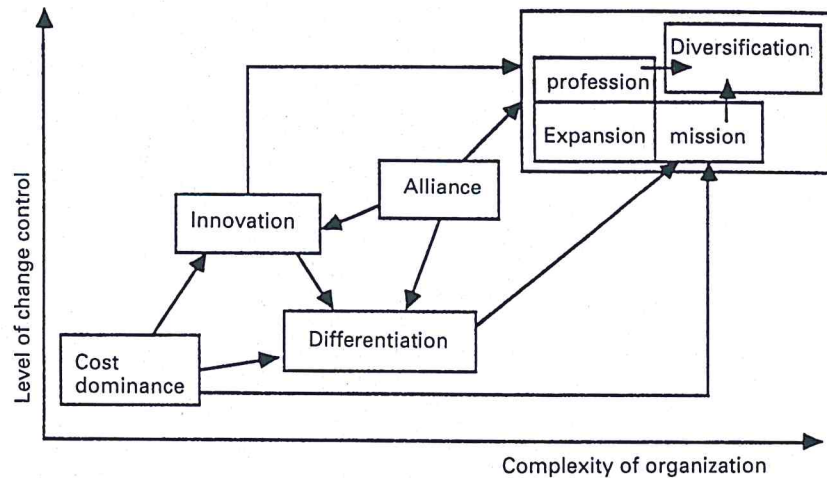 Level of change control
Diversification
profession
Expansion
mission
Alliance
Innovation
Differentiation
Cost
dominance
Complexity of organization